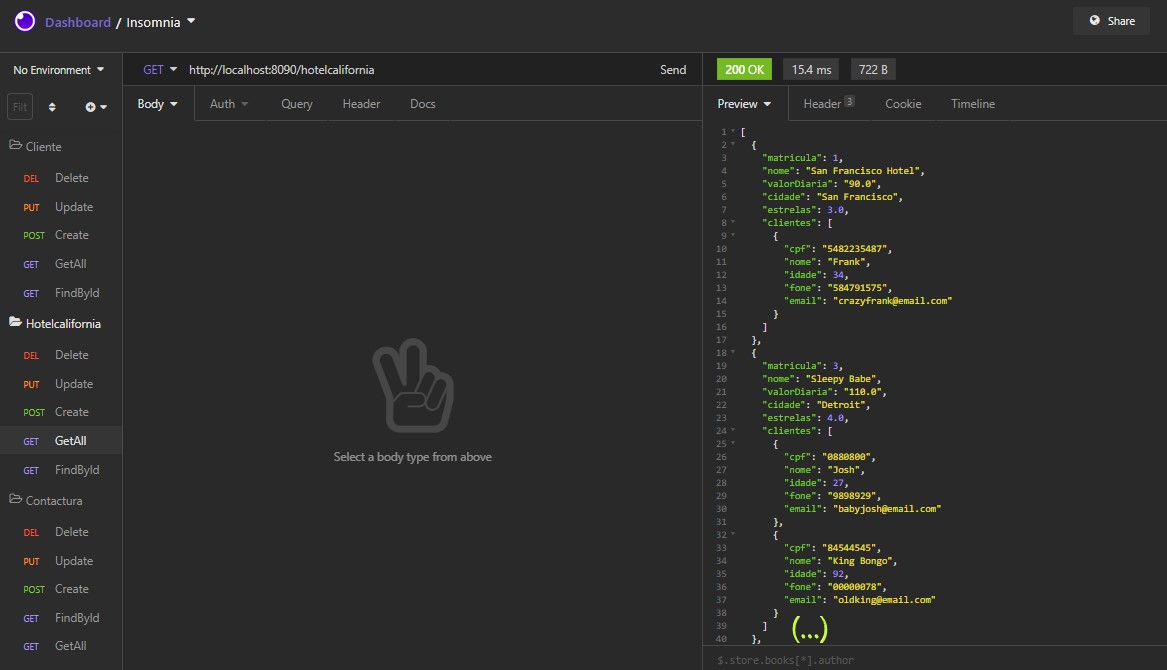 Dashboard / Insomnia
Share
No Environment
GET http://localhost:8090/hotelcalifornia Send
200 OK 15.4 ms 722 B
Filt
Body Auth Query Header Docs
Preview Header 3 Cookie Timeline
Cliente
DEL Delete
PUT Update
POST Create
GET GetAll
GET FindById
Hotelcalifornia
DEL Delete
PUT Update
POST Create
GET GetAll
GET FindById
Contactura
DEL Delete
PUT Update
POST Create
GET FindById
GET GetAll
Select a body type from above
1 [
2 {
3 "matricula": 1,
4 "nome": "San Francisco Hotel",
5 "valorDiaria": "90.0",
6 "cidade": "San Francisco",
7 "estrelas": 3.0,
8 "clientes": [
9 {
10 "cpf": "5482235487",
11 "nome": "Frank",
12 "idade": 34,
13 "fone": "584791575",
14 "email": "crazyfrank@email.com"
15 }
16 ]
17 },
18 {
19 "matricula": 3,
20 "nome": "Sleepy Babe",
21 "valorDiaria": "110.0",
22 "cidade": "Detroit",
23 "estrelas": 4.0,
24 "clientes": [
25 {
26 "cpf": "0880800",
27 "nome": "Josh",
28 "idade": 27,
29 "fone": "9898929",
30 "email": "babyjosh@email.com"
31 },
32 {
33 "cpf": "84544545",
34 "nome": "King Bongo",
35 "idade": 92,
36 "fone": "00000078",
37 "email": "oldking@email.com"
38 }
39 ]
40 },
(...)
$.store.books[*].author